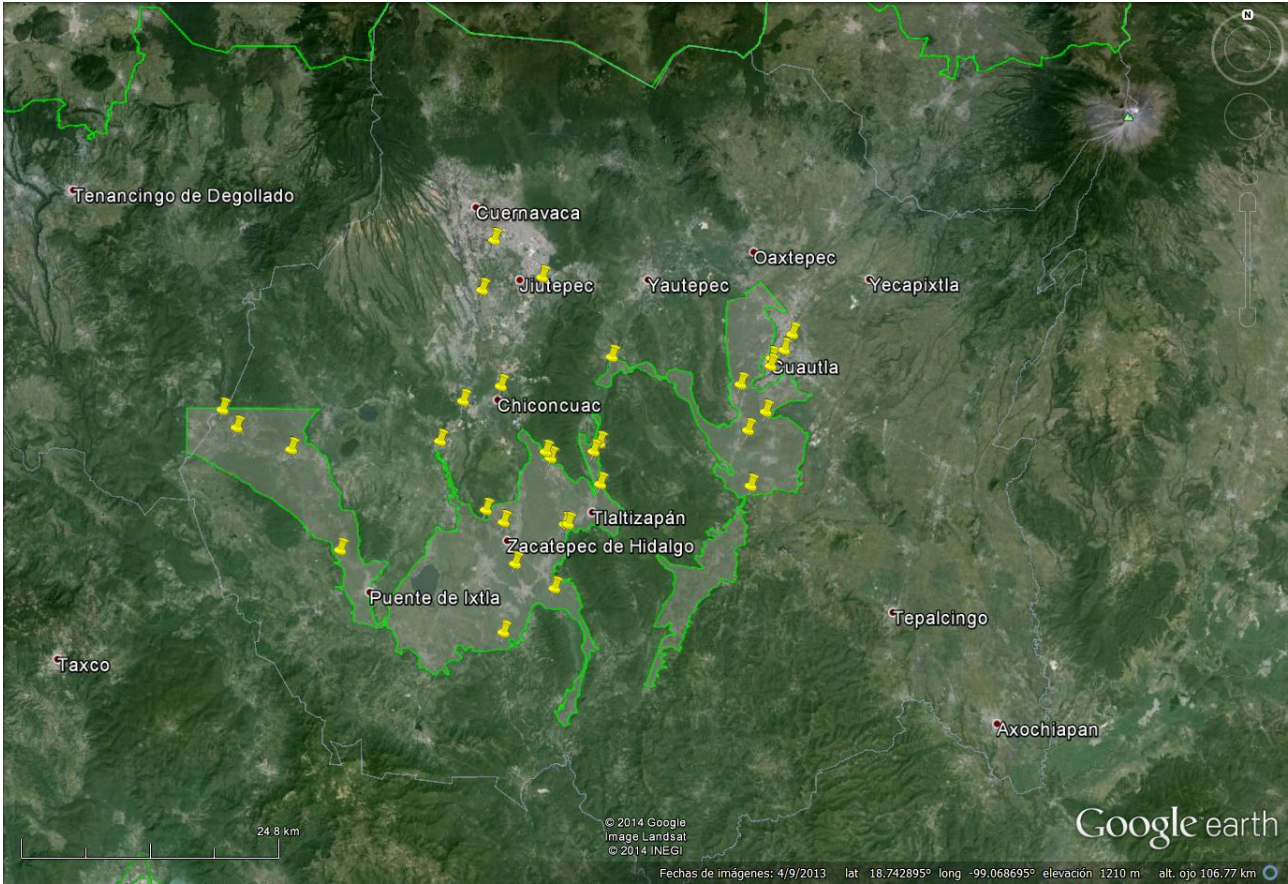 N
Tenancingo de Degollado
Cuernavaca
Oaxtepec
Jiutepec
Yautepec
Yecapixtla
Cuautla
Chiconcuac
Tlaltizapán
Zacatepec de Hidalgo
Puente de Ixtla
Tepalcingo
Taxco
Axochiapan
24.8 km
© 2014 Google
Image Landsat
© 2014 INEGI
Google earth
Fechas de imágenes: 4/9/2013 lat 18.742895° long -99.068695° elevación 1210 m alt. ojo 106.77 km